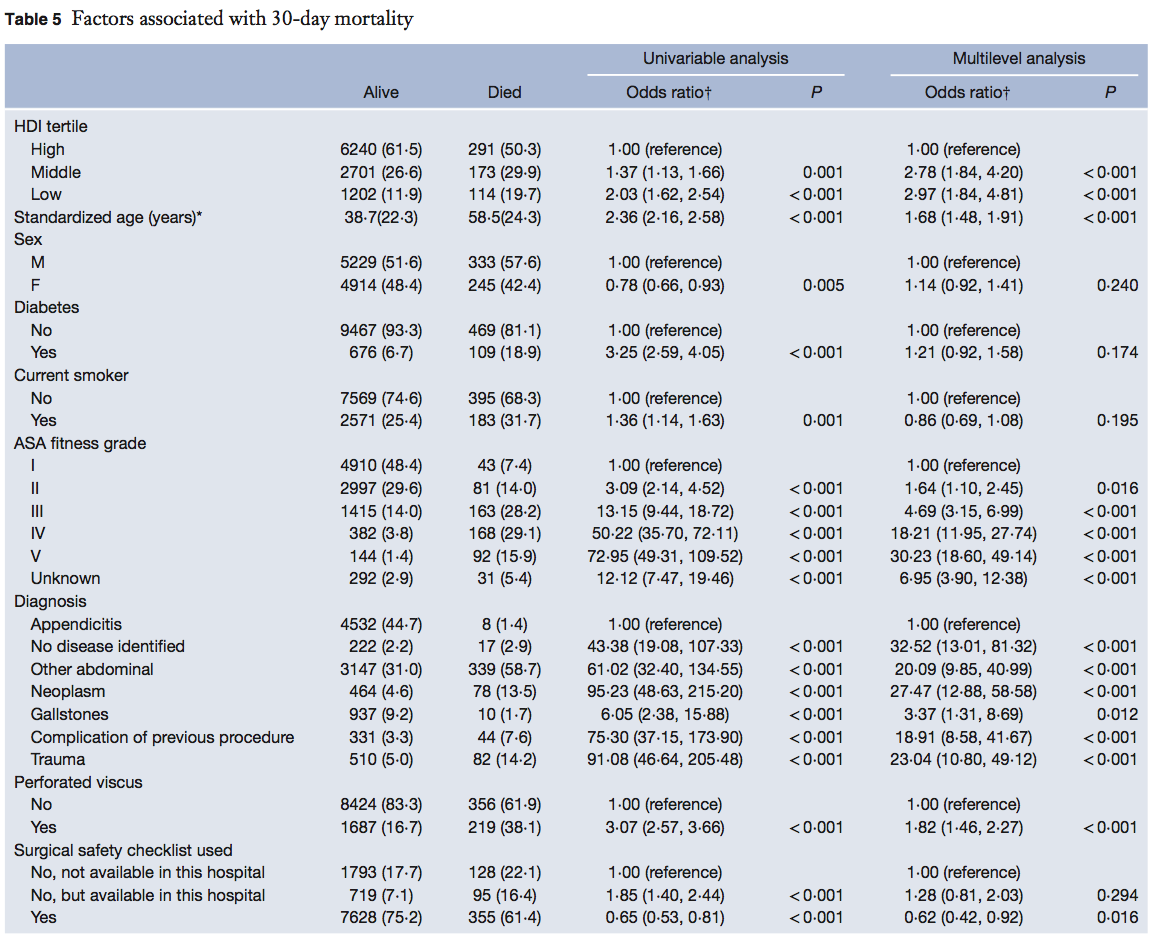 Table 5 Factors associated with 30-day mortality
Univariable analysis Multilevel analysis
Alive Died Odds ratio† P Odds ratio† P
HDI tertile
High 6240 (61·5) 291 (50·3) 1·00 (reference) 1·00 (reference)
Middle 2701 (26·6) 173 (29·9) 1·37 (1·13, 1·66) 0·001 2·78 (1·84, 4·20) <0·001
Low 1202 (11·9) 114 (19·7) 2·03 (1·62, 2·54) <0·001 2·97 (1·84, 4·81) <0·001
Standardized age (years)* 38·7(22·3) 58·5(24·3) 2·36 (2·16, 2·58) <0·001 1·68 (1·48, 1·91) <0·001
Sex
M 5229 (51·6) 333 (57·6) 1·00 (reference) 1·00 (reference)
F 4914 (48·4) 245 (42·4) 0·78 (0·66, 0·93) 0·005 1·14 (0·92, 1·41) 0·240
Diabetes
No 9467 (93·3) 469 (81·1) 1·00 (reference) 1·00 (reference)
Yes 676 (6·7) 109 (18·9) 3·25 (2·59, 4·05) <0·001 1·21 (0·92, 1·58) 0·174
Current smoker
No 7569 (74·6) 395 (68·3) 1·00 (reference) 1·00 (reference)
Yes 2571 (25·4) 183 (31·7) 1·36 (1·14, 1·63) 0·001 0·86 (0·69, 1·08) 0·195
ASA fitness grade
I 4910 (48·4) 43 (7·4) 1·00 (reference) 1·00 (reference)
II 2997 (29·6) 81 (14·0) 3·09 (2·14, 4·52) <0·001 1·64 (1·10, 2·45) 0·016
III 1415 (14·0) 163 (28·2) 13·15 (9·44, 18·72) <0·001 4·69 (3·15, 6·99) <0·001
IV 382 (3·8) 168 (29·1) 50·22 (35·70, 72·11) <0·001 18·21 (11·95, 27·74) <0·001
V 144 (1·4) 92 (15·9) 72·95 (49·31, 109·52) <0·001 30·23 (18·60, 49·14) <0·001
Unknown 292 (2·9) 31 (5·4) 12·12 (7·47, 19·46) <0·001 6·95 (3·90, 12·38) <0·001
Diagnosis
Appendicitis 4532 (44·7) 8 (1·4) 1·00 (reference) 1·00 (reference)
No disease identified 222 (2·2) 17 (2·9) 43·38 (19·08, 107·33) <0·001 32·52 (13·01, 81·32) <0·001
Other abdominal 3147 (31·0) 339 (58·7) 61·02 (32·40, 134·55) <0·001 20·09 (9·85, 40·99) <0·001
Neoplasm 464 (4·6) 78 (13·5) 95·23 (48·63, 215·20) <0·001 27·47 (12·88, 58·58) <0·001
Gallstones 937 (9·2) 10 (1·7) 6·05 (2·38, 15·88) <0·001 3·37 (1·31, 8·69) 0·012
Complication of previous procedure 331 (3·3) 44 (7·6) 75·30 (37·15, 173·90) <0·001 18·91 (8·58, 41·67) <0·001
Trauma 510 (5·0) 82 (14·2) 91·08 (46·64, 205·48) <0·001 23·04 (10·80, 49·12) <0·001
Perforated viscus
No 8424 (83·3) 356 (61·9) 1·00 (reference) 1·00 (reference)
Yes 1687 (16·7) 219 (38·1) 3·07 (2·57, 3·66) <0·001 1·82 (1·46, 2·27) <0·001
Surgical safety checklist used
No, not available in this hospital 1793 (17·7) 128 (22·1) 1·00 (reference) 1·00 (reference)
No, but available in this hospital 719 (7·1) 95 (16·4) 1·85 (1·40, 2·44) <0·001 1·28 (0·81, 2·03) 0·294
Yes 7628 (75·2) 355 (61·4) 0·65 (0·53, 0·81) <0·001 0·62 (0·42, 0·92) 0·016